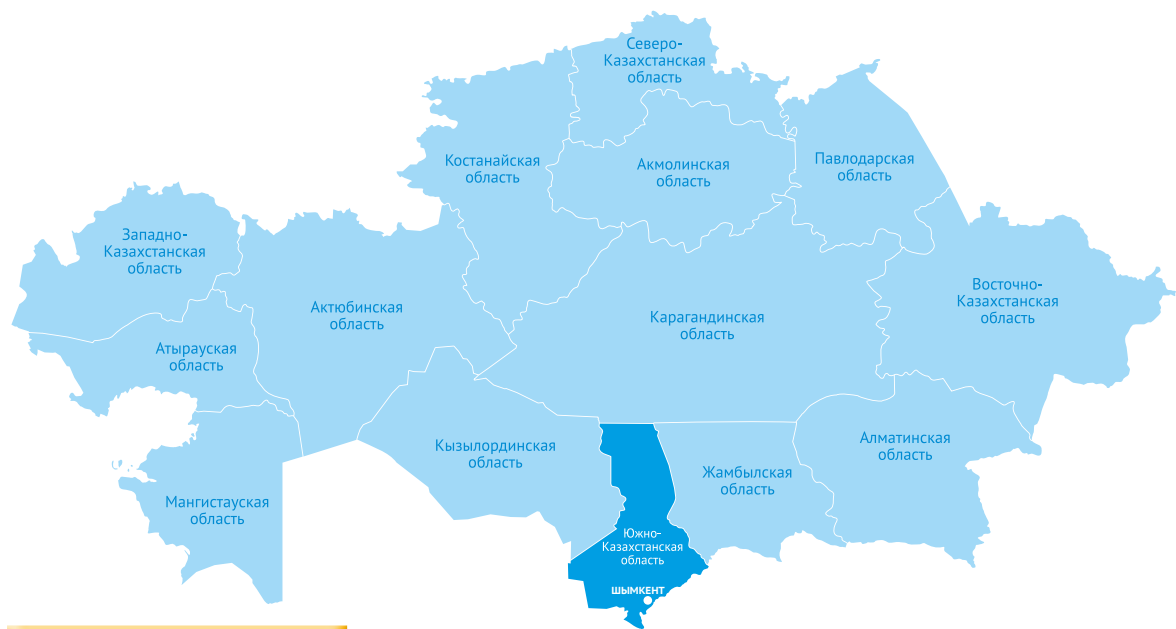 Северо-
Казахстанская
область
Костанайская
область
Акмолинская
область
Павлодарская
область
Западно-
Казахстанская
область
Актюбинская
область
Карагандинская
область
Восточно-
Казахстанская
область
Атырауская
область
Кызылординская
область
Алматинская
область
Жамбылская
область
Мангистауская
область
Южно-
Казахстанская
область
ШЫМКЕНТ